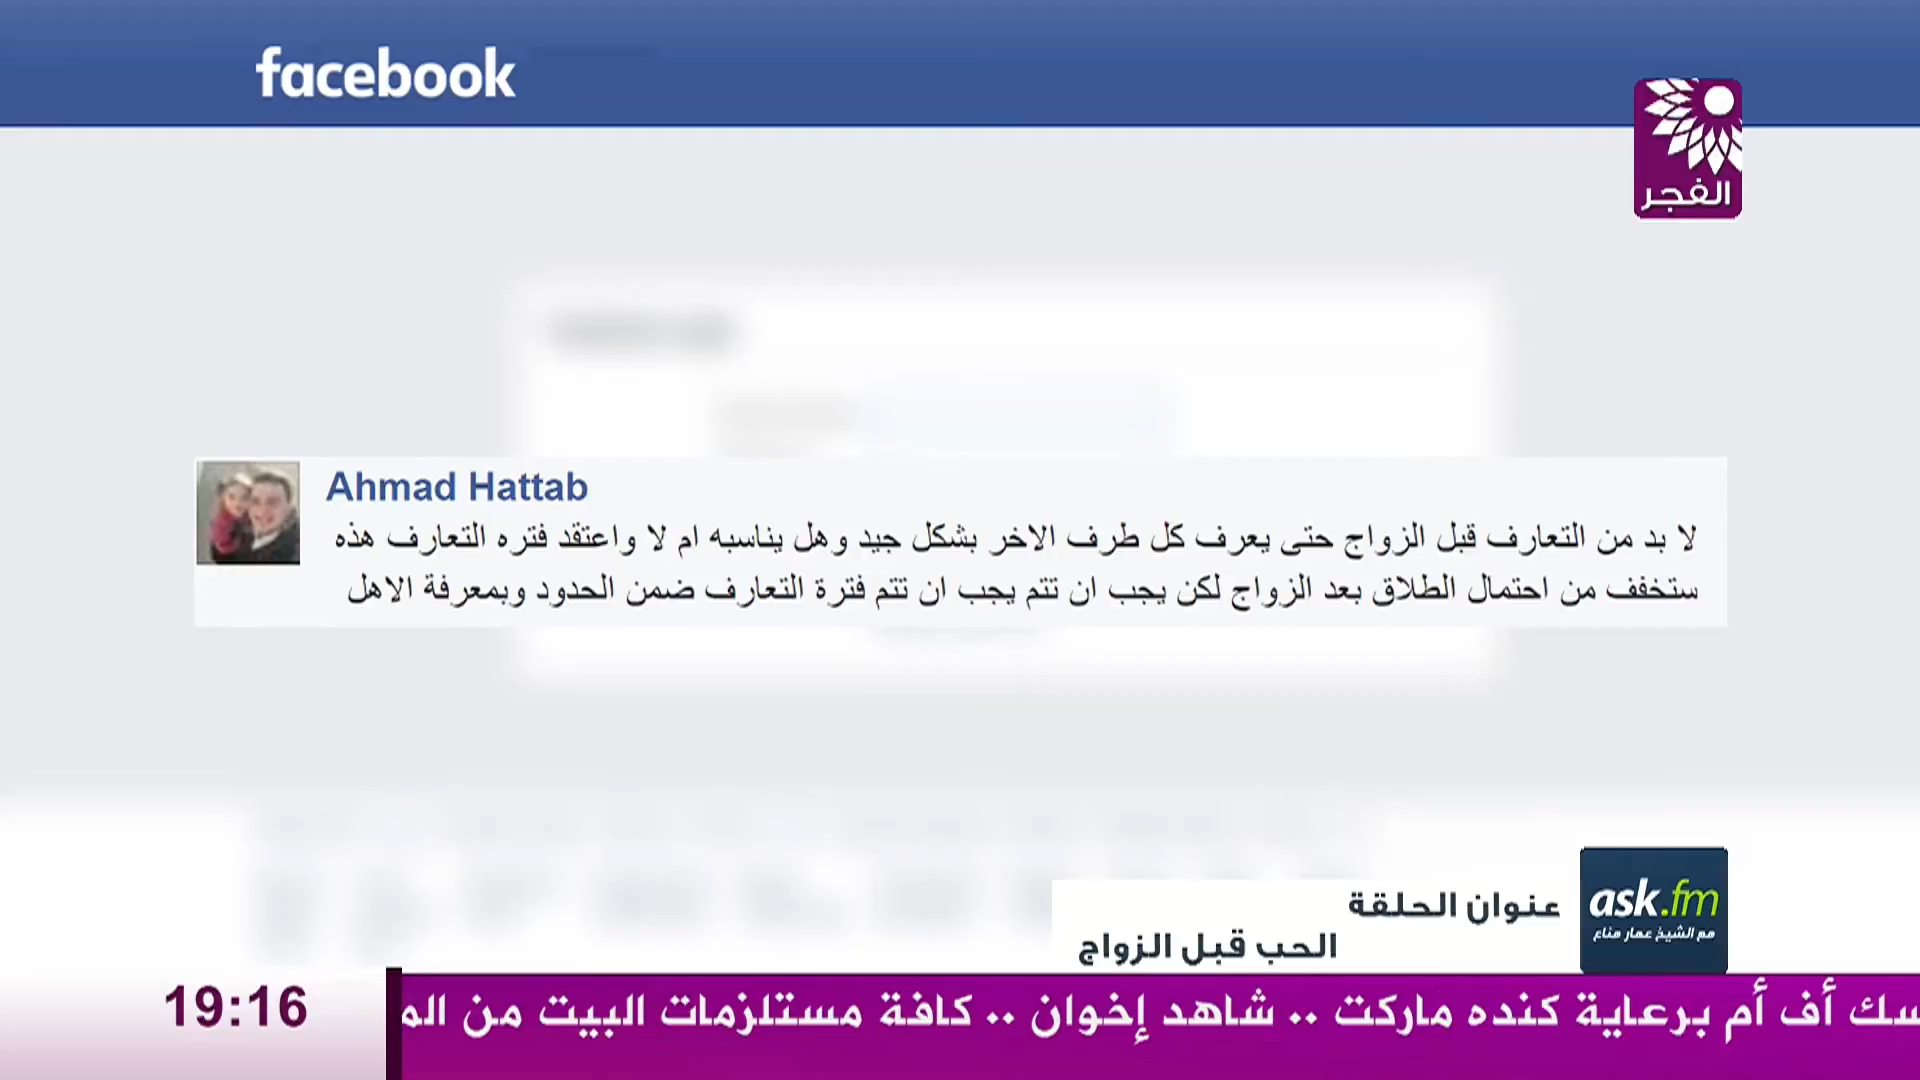 facebook
الفجر
Ahmad Hattab
لا بد من التعارف قبل الزواج حتى يعرف كل طرف الاخر بشكل جيد وهل يناسبه ام لا واعتقد فتره التعارف هذه
ستخفف من احتمال الطلاق بعد الزواج لكن يجب ان تتم يجب ان تتم فترة التعارف ضمن الحدود وبمعرفة الاهل
عنوان الحلقة
الحب قبل الزواج
ask.fm
مع الشيخ عمار مناع
19:16
سك أف أم برعاية كنده ماركت .. شاهد إخوان .. كافة مستلزمات البيت من الم